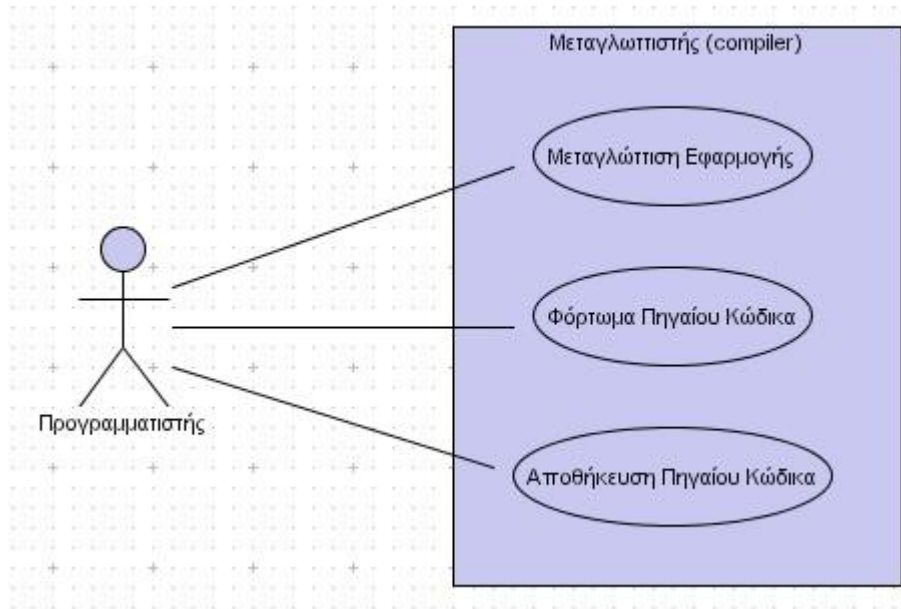 Μεταγλωττιστής (compiler)
Μεταγλώττιση Εφαρμογής
Φόρτωμα Πηγαίου Κώδικα
Αποθήκευση Πηγαίου Κώδικα
Προγραμματιστής